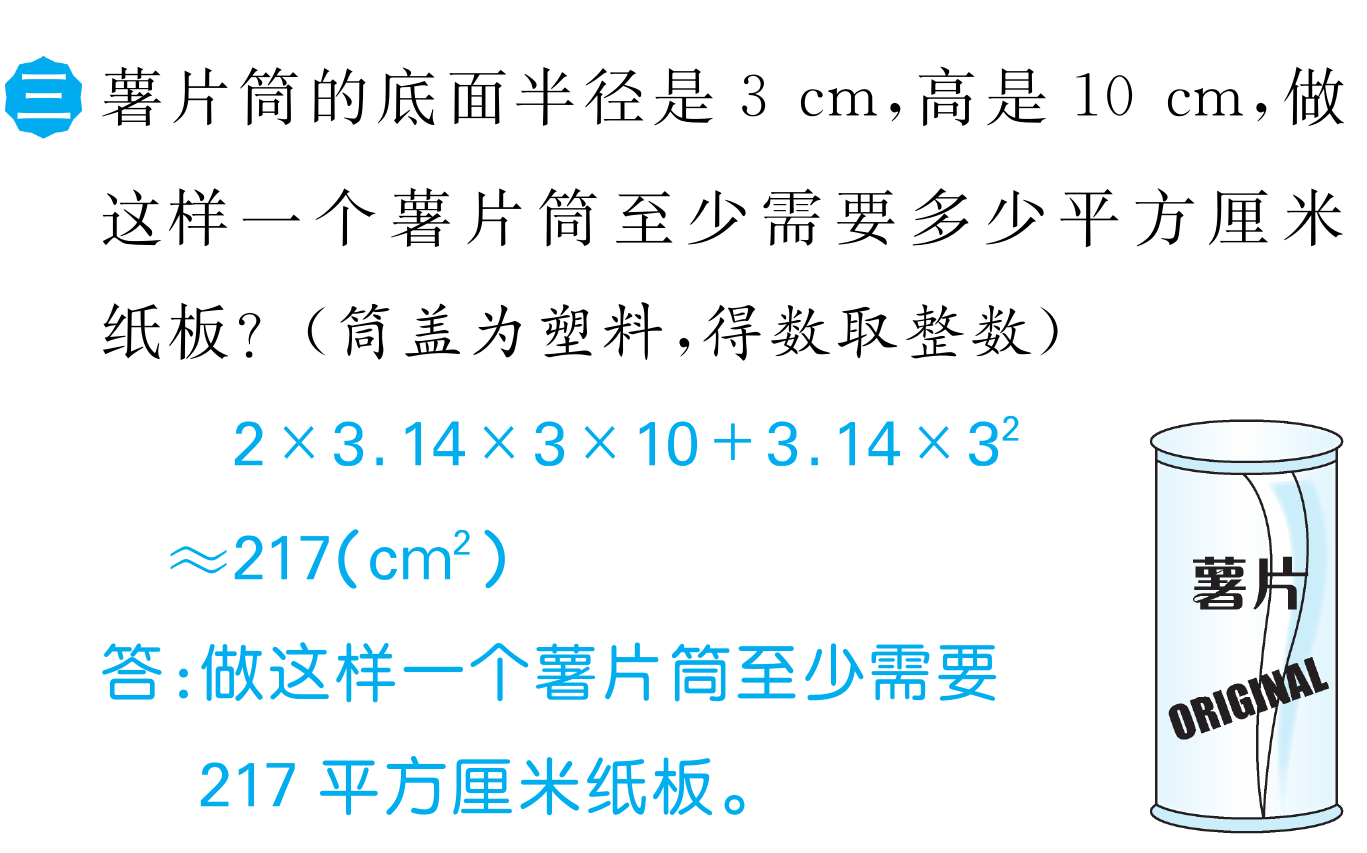 三 薯片筒的底面半径是 3 cm,高是 10 cm,做
这样一个薯片筒至少需要多少平方厘米
纸板?(筒盖为塑料,得数取整数)
2×3.14×3×10+3.14×3²
≈217(cm²)
答:做这样一个薯片筒至少需要
217 平方厘米纸板。
薯片
ORIGINAL